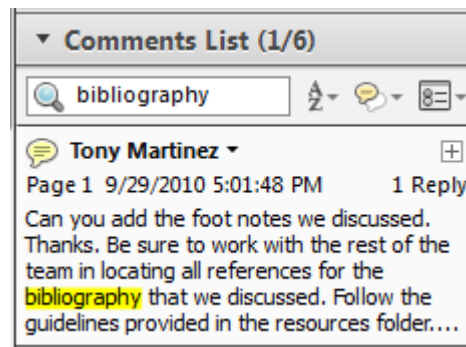 Comments List (1/6)
bibliography
A Z
Tony Martinez
Page 1 9/29/2010 5:01:48 PM 1 Reply
Can you add the foot notes we discussed.
Thanks. Be sure to work with the rest of the
team in locating all references for the
bibliography that we discussed. Follow the
guidelines provided in the resources folder....